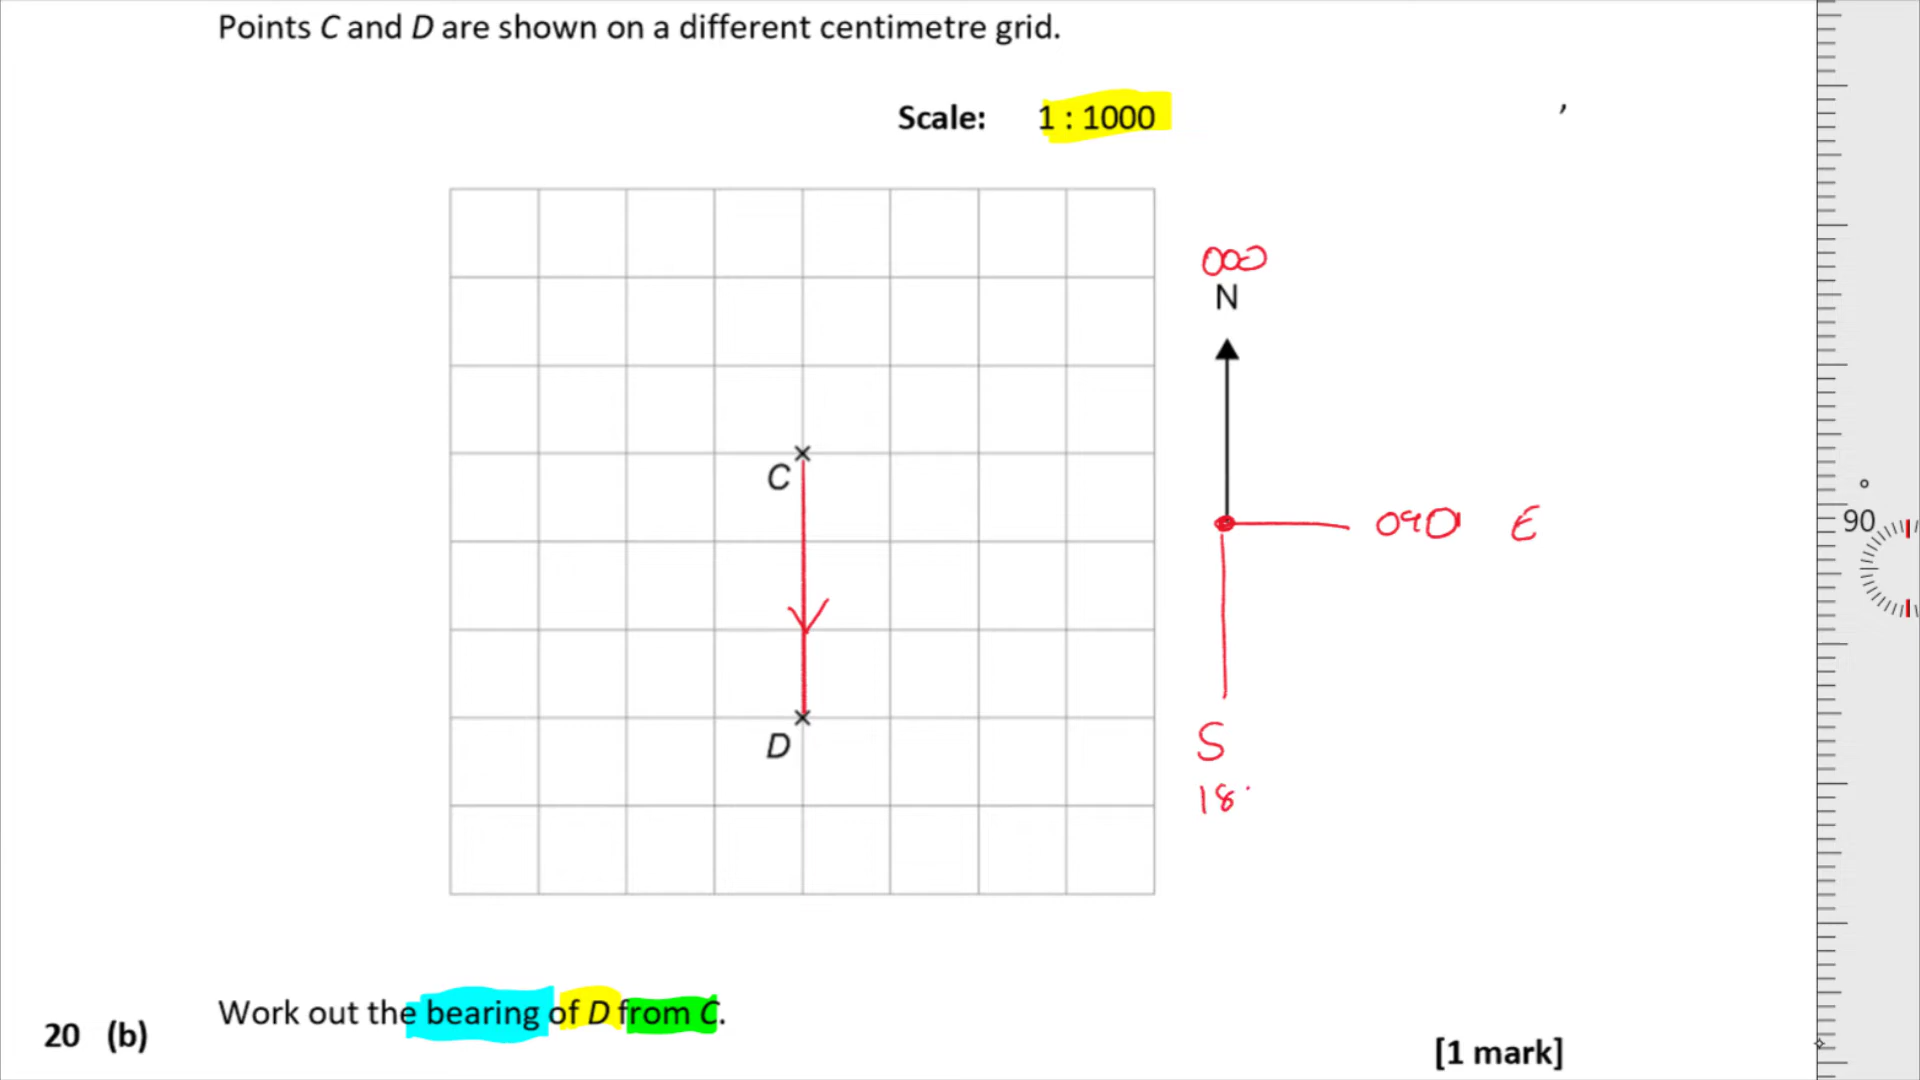 Points C and D are shown on a different centimetre grid.
Scale: 1 : 1000
000
N
C
090 E
90
°
D
S
18
Work out the bearing of D from C.
20 (b)
[1 mark]